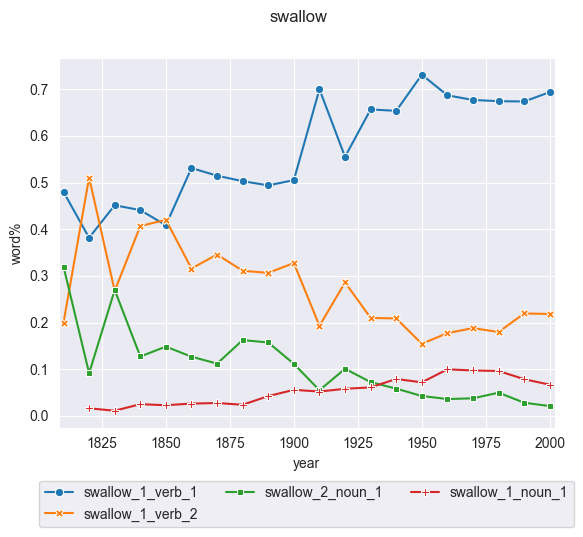 swallow
0.7
0.6
0.5
0.4
0.3
0.2
0.1
0.0
word%
1825 1850 1875 1900 1925 1950 1975 2000
year
swallow_1_verb_1 swallow_2_noun_1 swallow_1_noun_1
swallow_1_verb_2